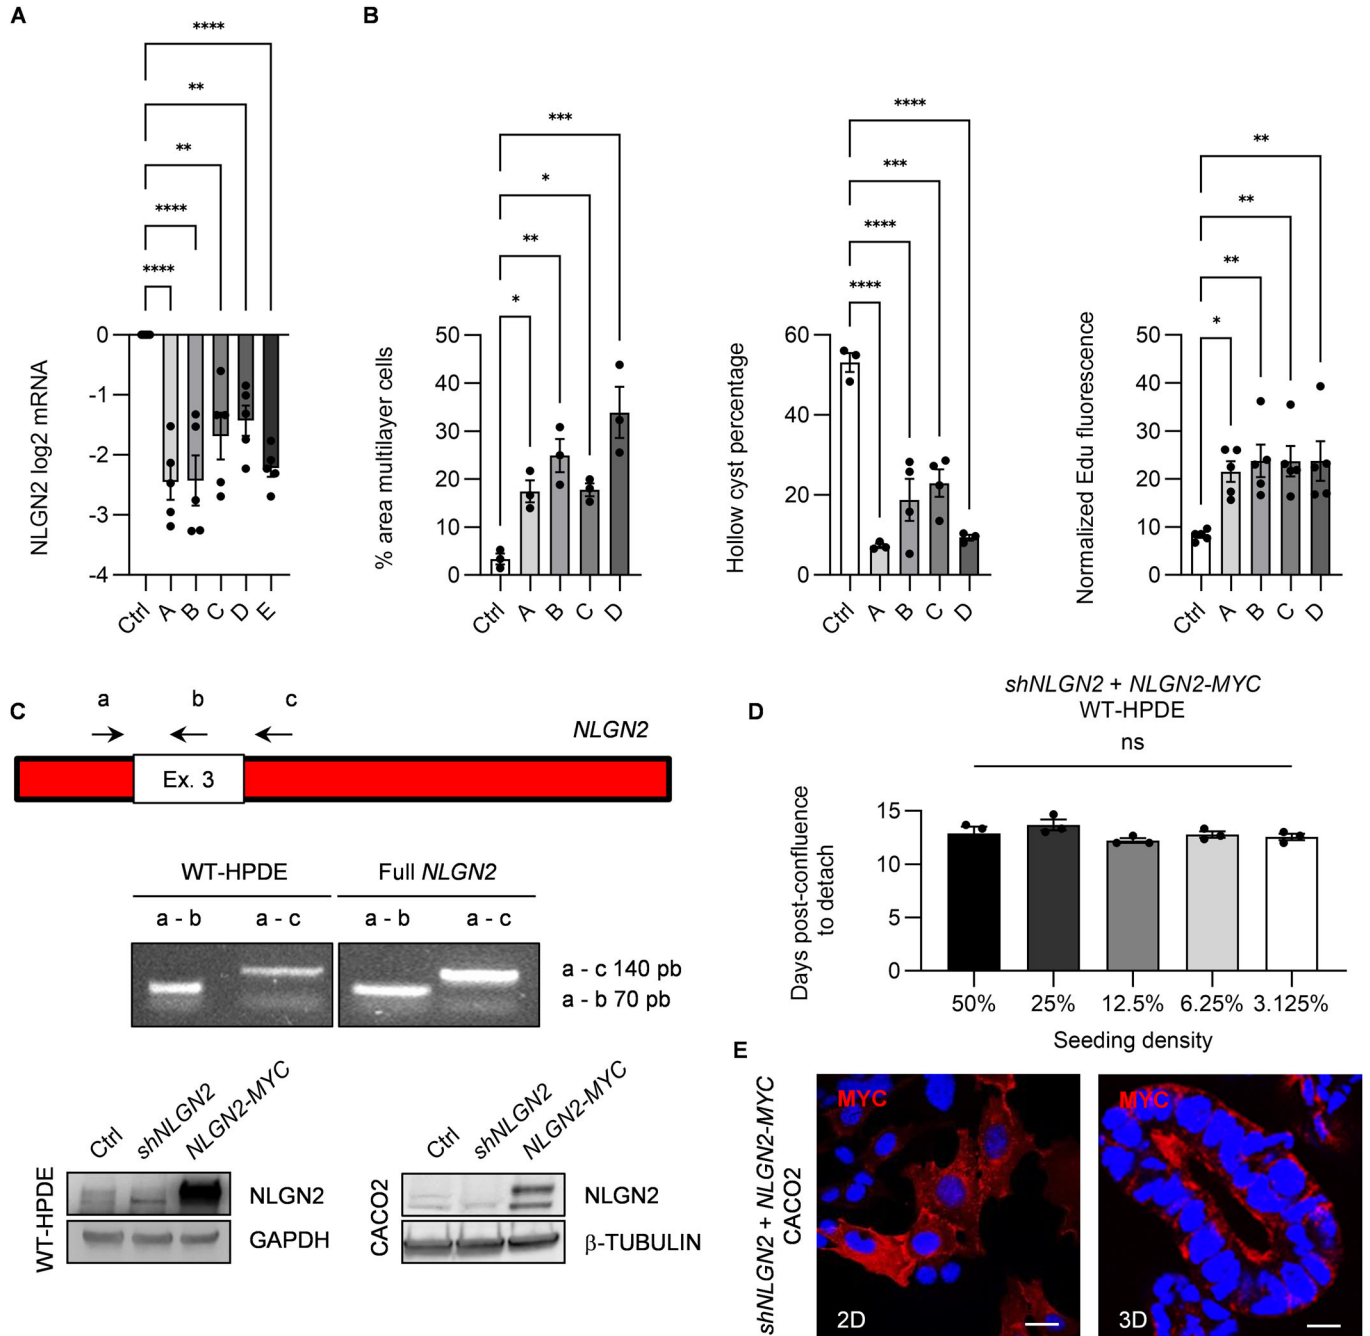 A
****
**
**
****
****
NLGN2 log2 mRNA
0
-1
-2
-3
-4
Ctrl
A
B
C
D
E
B
***
*
**
*
% area multilayer cells
50
40
30
20
10
0
Ctrl
A
B
C
D
****
***
****
****
Hollow cyst percentage
60
40
20
0
Ctrl
A
B
C
D
**
**
**
*
Normalized Edu fluorescence
50
40
30
20
10
0
Ctrl
A
B
C
D
C
a
b
c
NLGN2
Ex. 3
WT-HPDE
Full NLGN2
a - b
a - c
a - b
a - c
a - c 140 pb
a - b 70 pb
Ctrl
shNLGN2
NLGN2-MYC
WT-HPDE
NLGN2
GAPDH
Ctrl
shNLGN2
NLGN2-MYC
CACO2
NLGN2
β-TUBULIN
D
shNLGN2 + NLGN2-MYC
WT-HPDE
ns
Days post-confluence
to detach
15
10
5
0
50%
25%
12.5%
6.25%
3.125%
Seeding density
E
shNLGN2 + NLGN2-MYC
CACO2
MYC
2D
MYC
3D